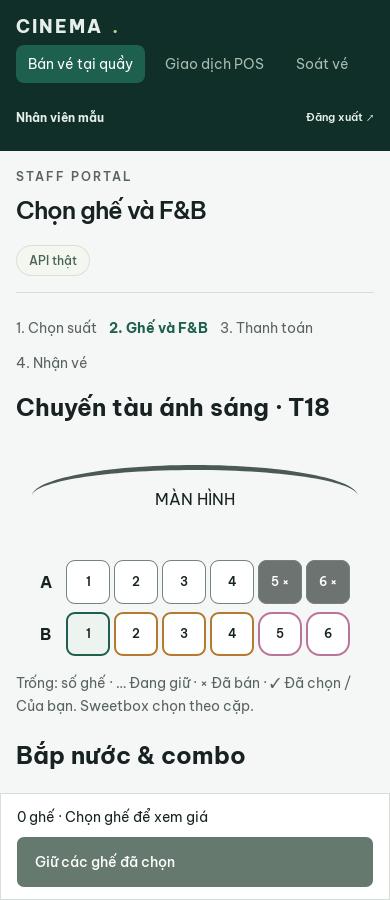 CINEMA .
Bán vé tại quầy Giao dịch POS Soát vé
Nhân viên mẫu Đăng xuất ↗
STAFF PORTAL
Chọn ghế và F&B
API thật
1. Chọn suất 2. Ghế và F&B 3. Thanh toán
4. Nhận vé
Chuyến tàu ánh sáng · T18
MÀN HÌNH
A 1 2 3 4 5 × 6 ×
B 1 2 3 4 5 6
Trống: số ghế · … Đang giữ · × Đã bán · ✓ Đã chọn /
Của bạn. Sweetbox chọn theo cặp.
Bắp nước & combo
0 ghế · Chọn ghế để xem giá
Giữ các ghế đã chọn